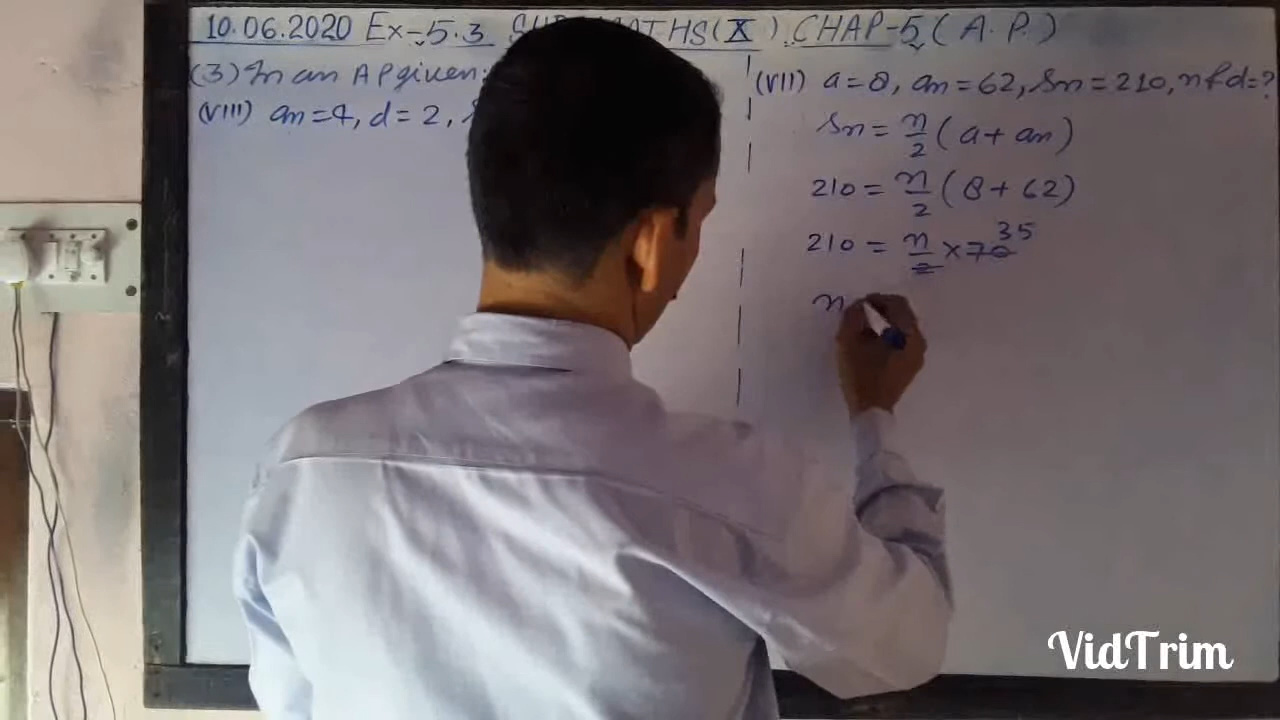 10.06.2020 Ex-5.3 MATHS(X) CHAP-5(A.P.)
(3) In an AP given:
(VIII) an=4, d=2,
(VII) a=8, an=62, Sn=210, n & d=?
Sn = n/2 (a + an)
210 = n/2 (8 + 62)
210 = n/2 × 70 35
n
VidTrim